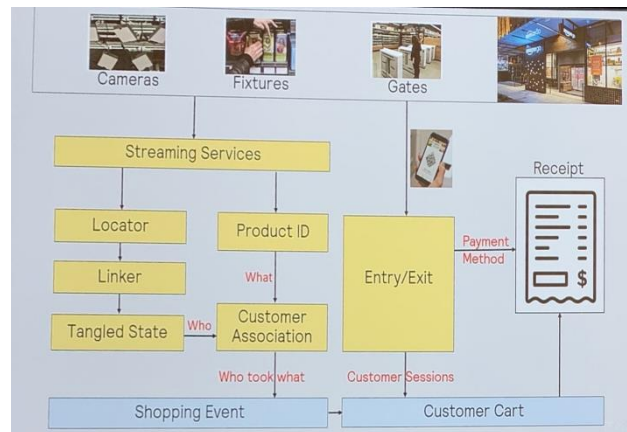 Cameras
Fixtures
Gates
Streaming Services
Receipt
Locator
Product ID
Payment
Method
$
Linker
What
Entry/Exit
Tangled State
Who
Customer
Association
Who took what
Customer Sessions
Shopping Event
Customer Cart